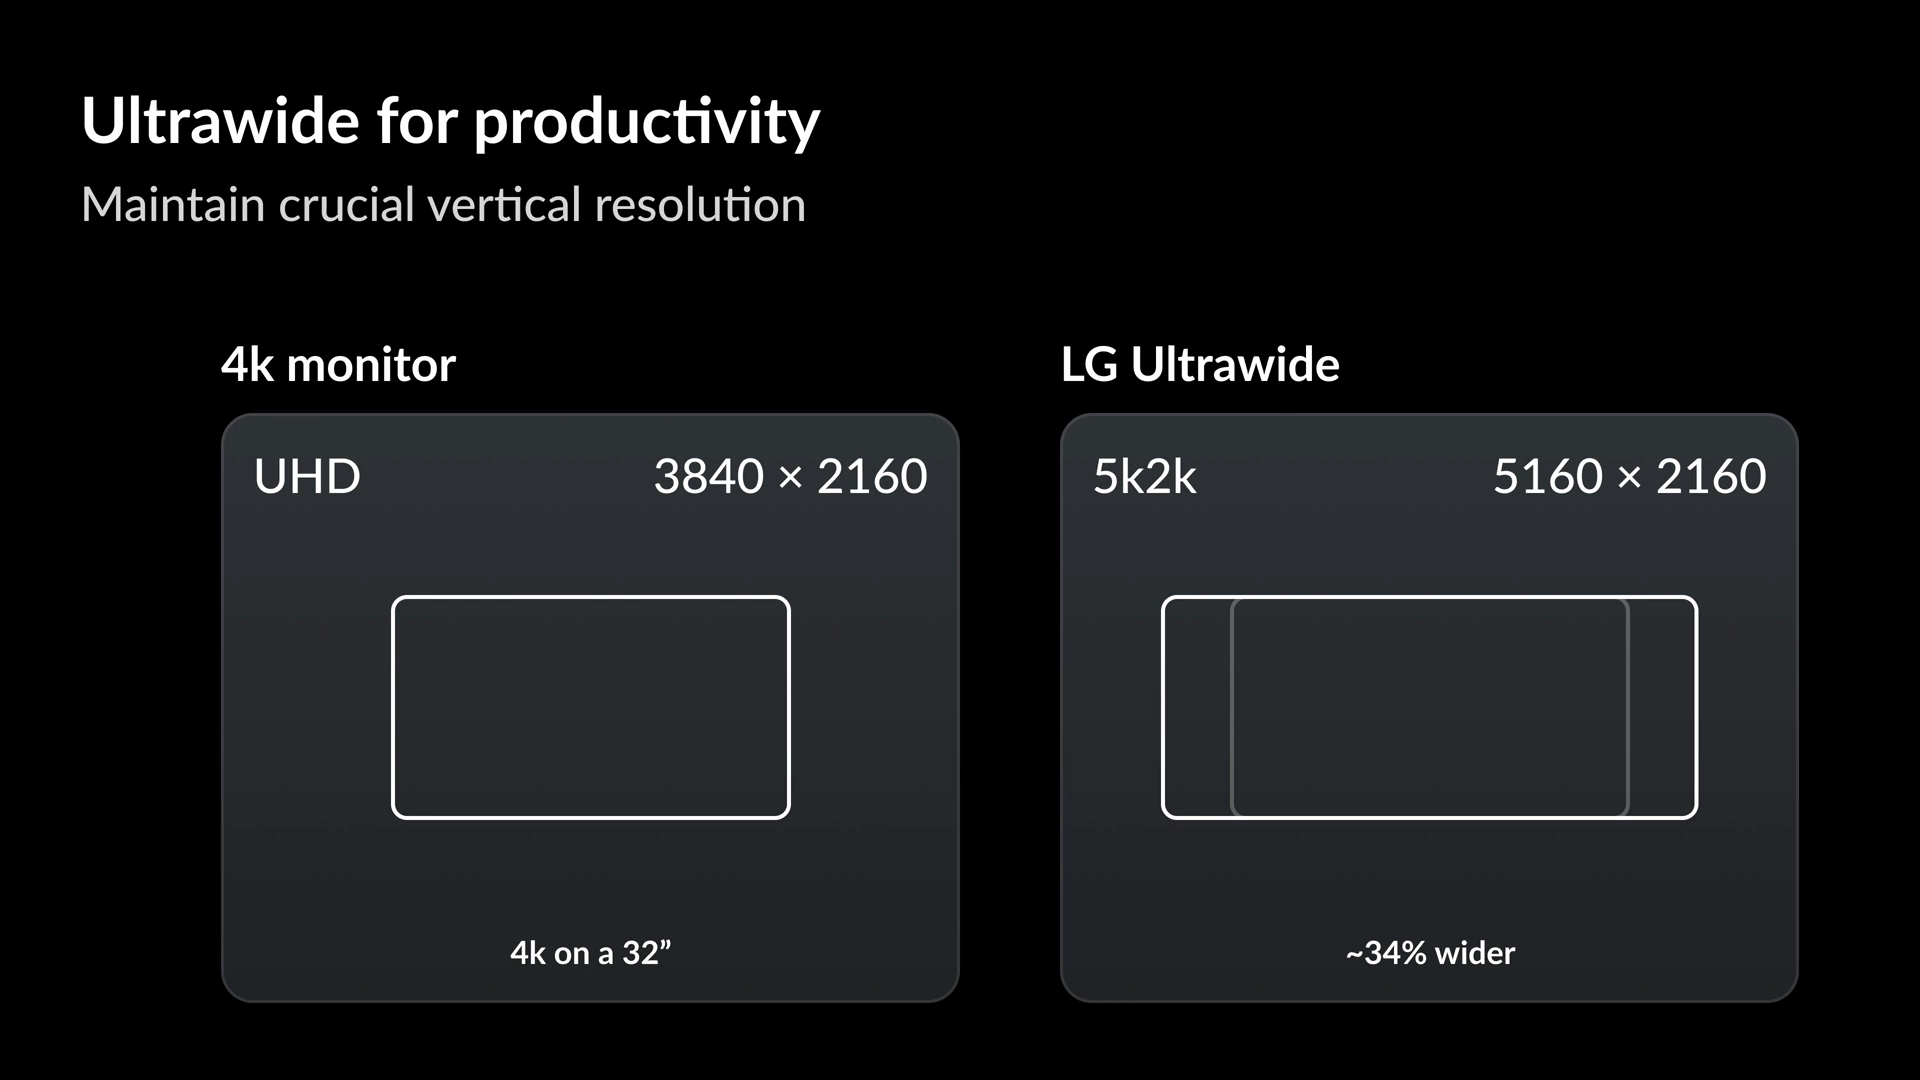 Ultrawide for productivity
Maintain crucial vertical resolution
4k monitor
UHD 3840 × 2160
4k on a 32”
LG Ultrawide
5k2k 5160 × 2160
~34% wider